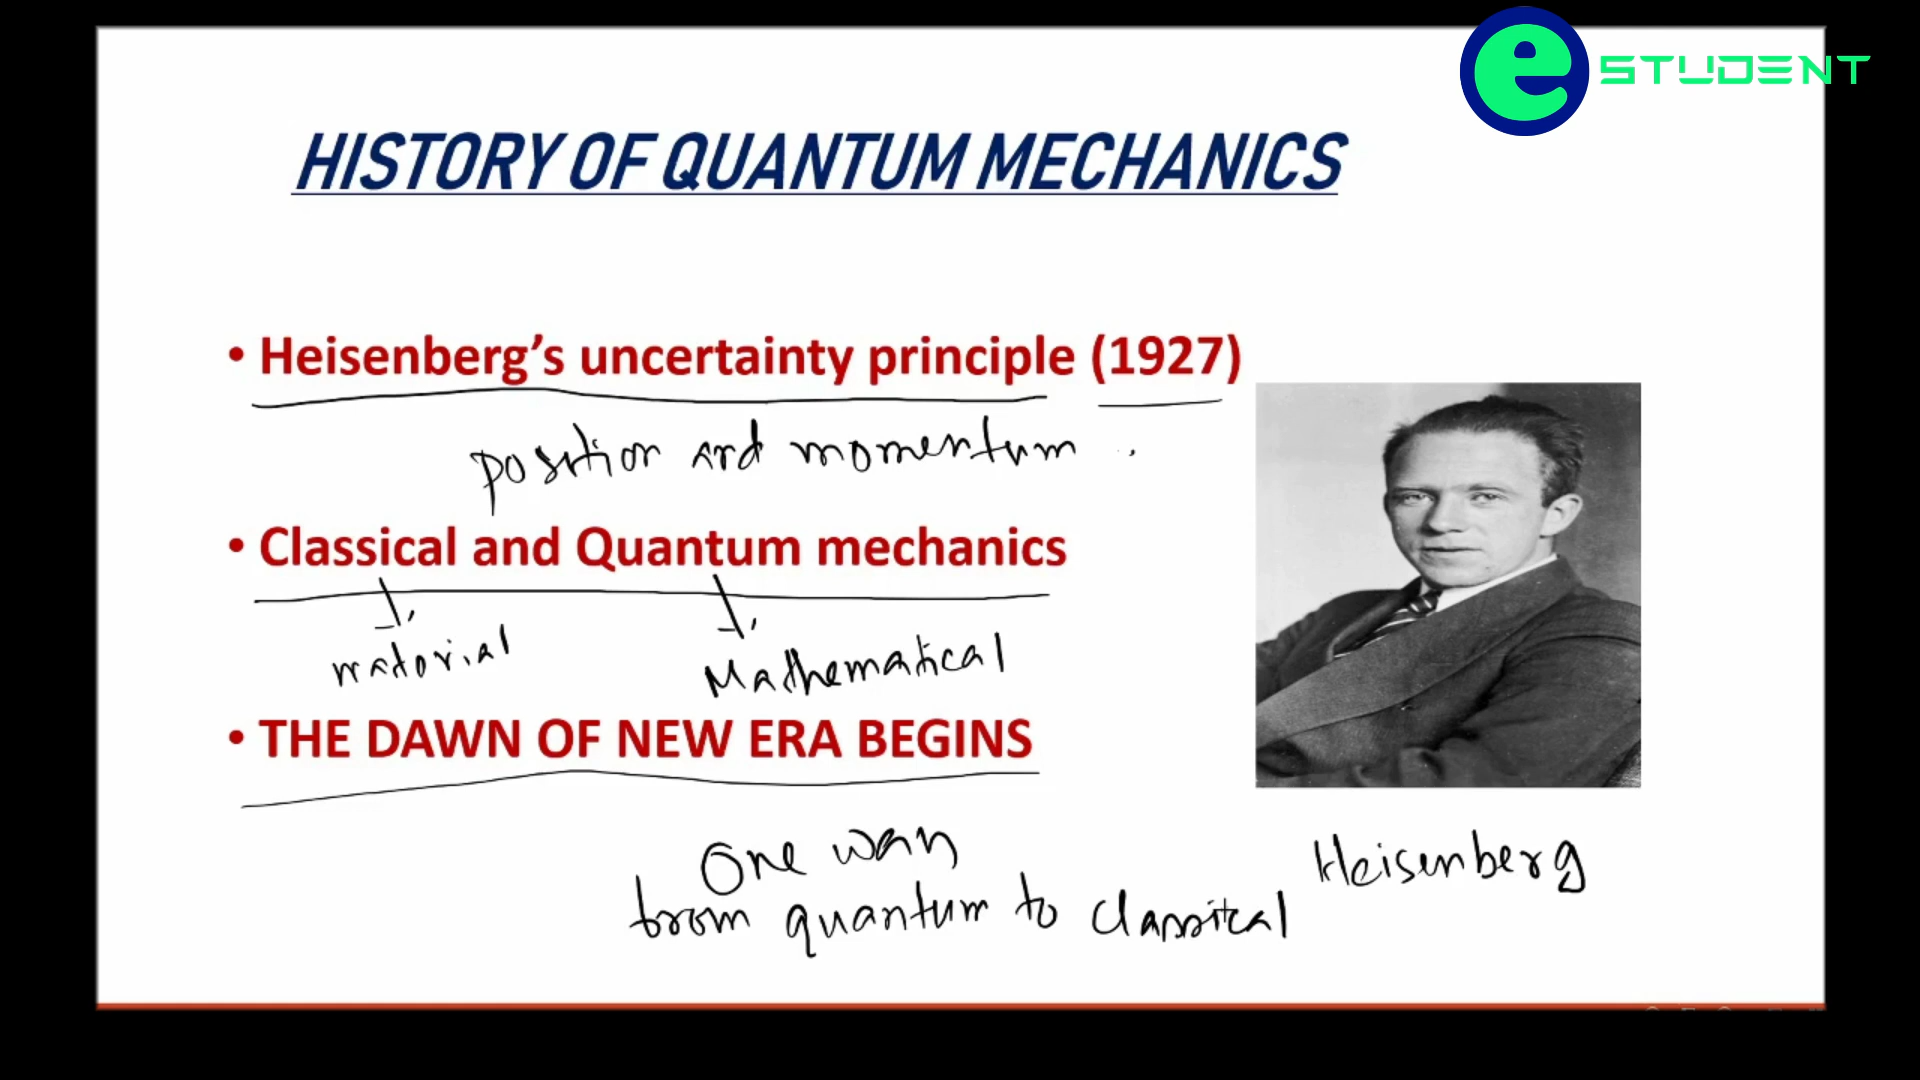 e STUDENT
HISTORY OF QUANTUM MECHANICS
• Heisenberg's uncertainty principle (1927)
position and momentum
• Classical and Quantum mechanics
material
Mathematical
• THE DAWN OF NEW ERA BEGINS
One way
from quantum to classical
Heisenberg